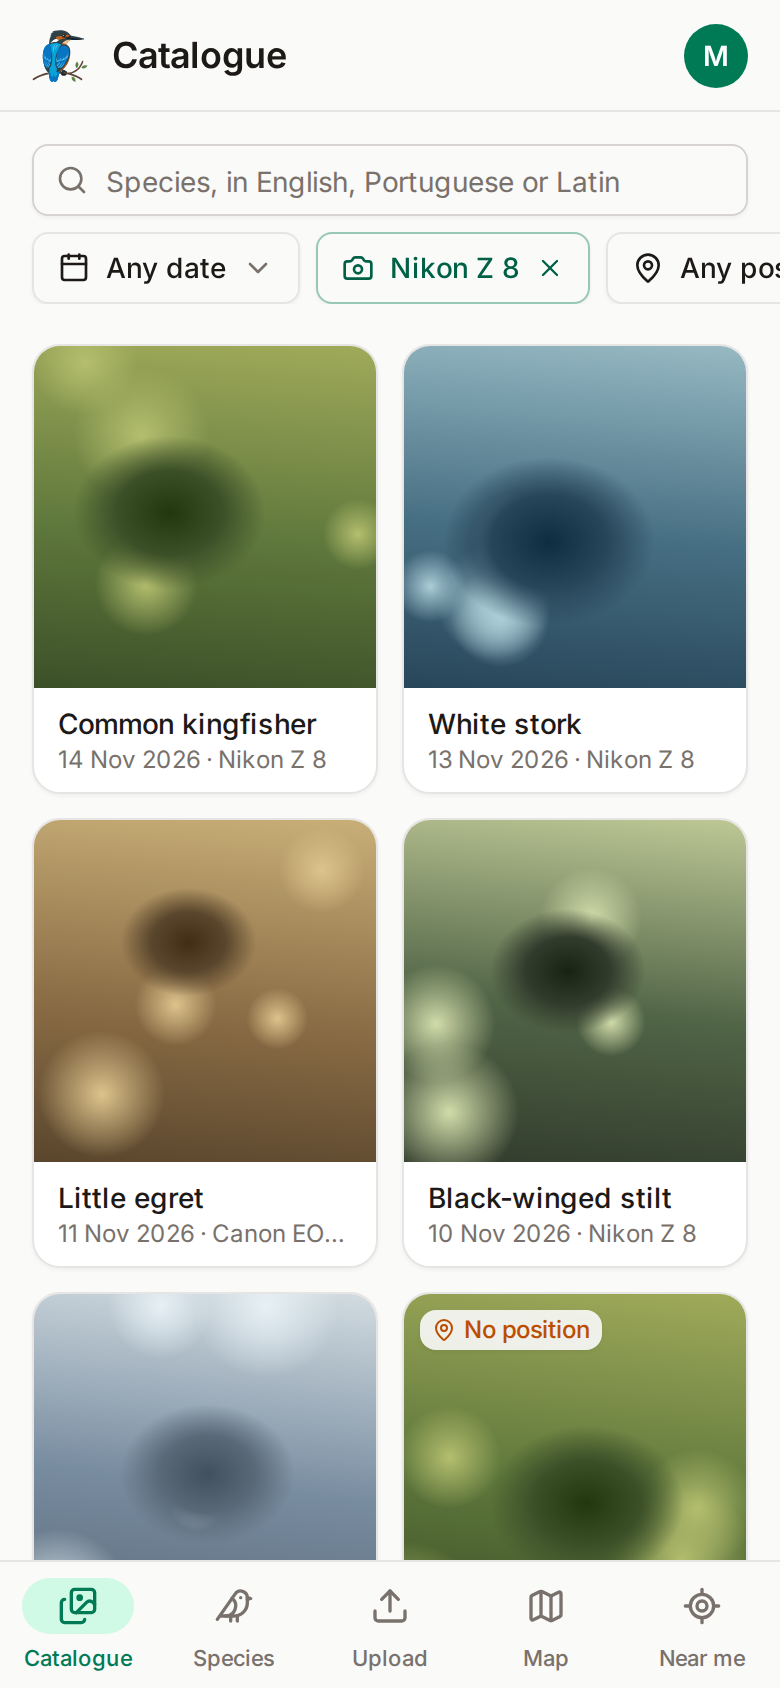 Catalogue
M
Species, in English, Portuguese or Latin
Any date
Nikon Z 8
Any pos
Common kingfisher
14 Nov 2026 · Nikon Z 8
White stork
13 Nov 2026 · Nikon Z 8
Little egret
11 Nov 2026 · Canon EO...
Black-winged stilt
10 Nov 2026 · Nikon Z 8
No position
Catalogue
Species
Upload
Map
Near me